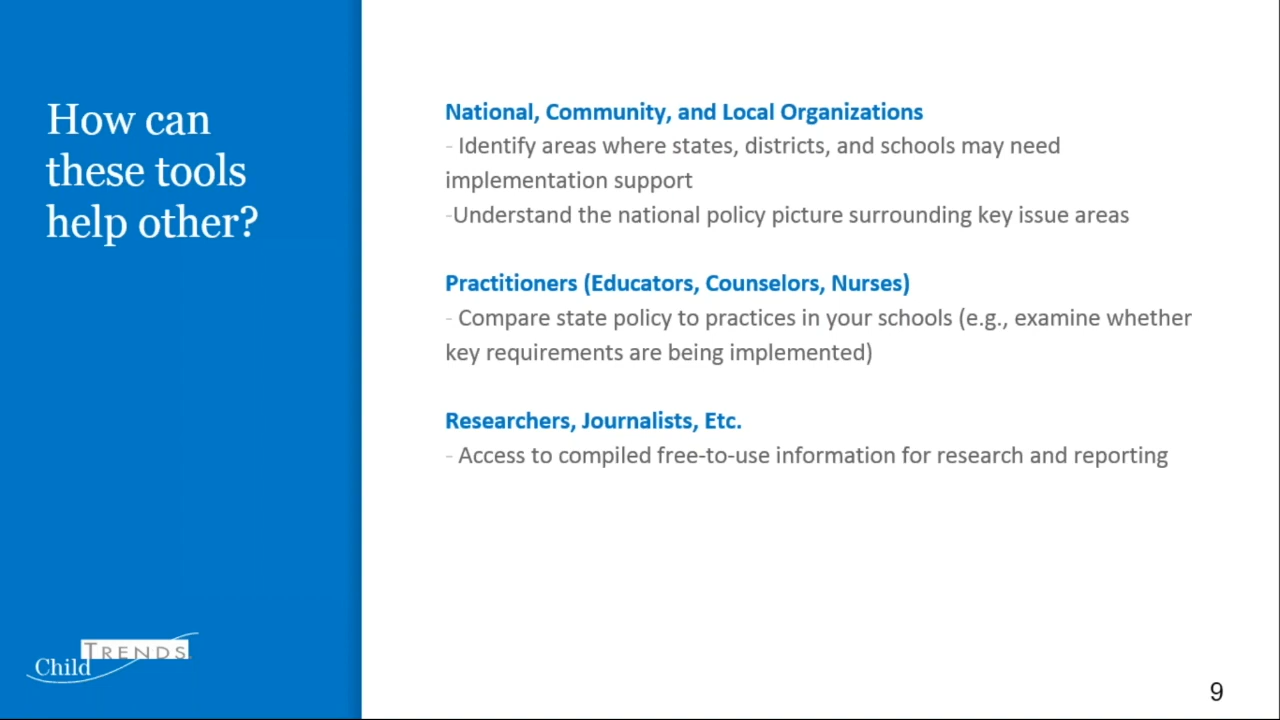 How can
these tools
help other?
National, Community, and Local Organizations
- Identify areas where states, districts, and schools may need
implementation support
-Understand the national policy picture surrounding key issue areas
Practitioners (Educators, Counselors, Nurses)
- Compare state policy to practices in your schools (e.g., examine whether
key requirements are being implemented)
Researchers, Journalists, Etc.
- Access to compiled free-to-use information for research and reporting
Child TRENDS
9